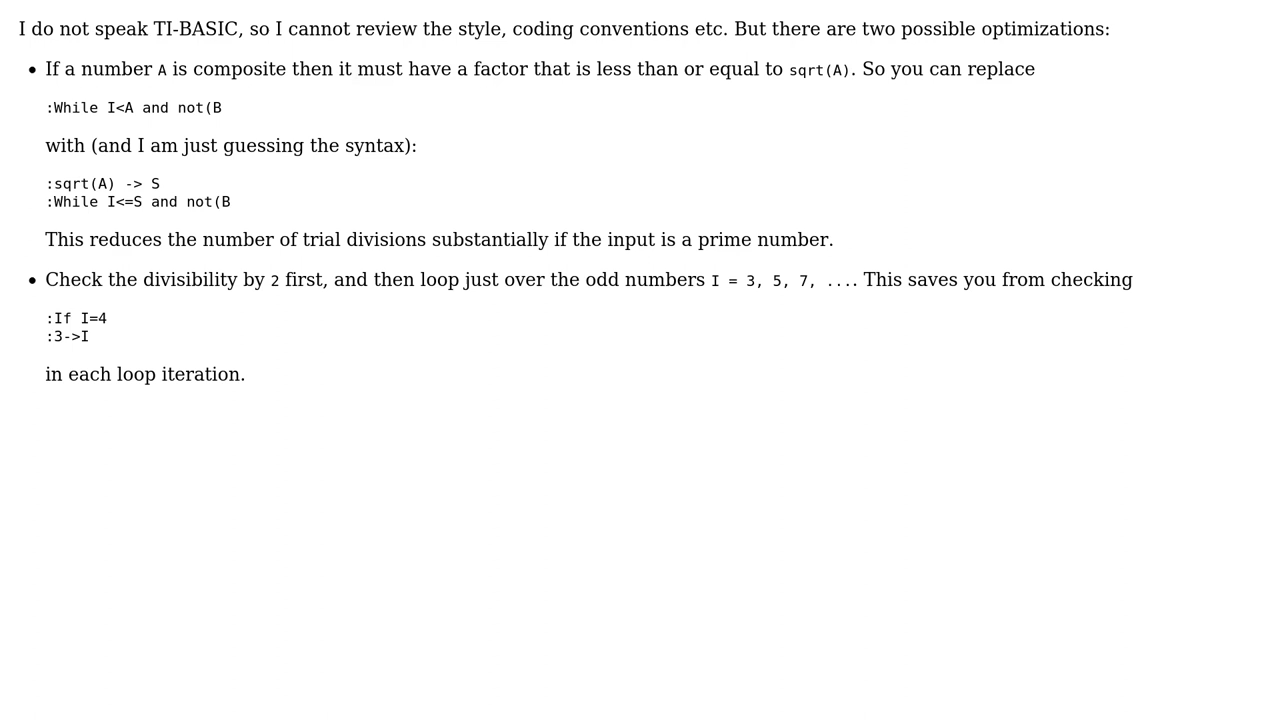 I do not speak TI-BASIC, so I cannot review the style, coding conventions etc. But there are two possible optimizations:
• If a number A is composite then it must have a factor that is less than or equal to sqrt(A). So you can replace
:While I<A and not(B
with (and I am just guessing the syntax):
:sqrt(A) -> S
:While I<=S and not(B
This reduces the number of trial divisions substantially if the input is a prime number.
• Check the divisibility by 2 first, and then loop just over the odd numbers I = 3, 5, 7, .... This saves you from checking
:If I=4
:3->I
in each loop iteration.